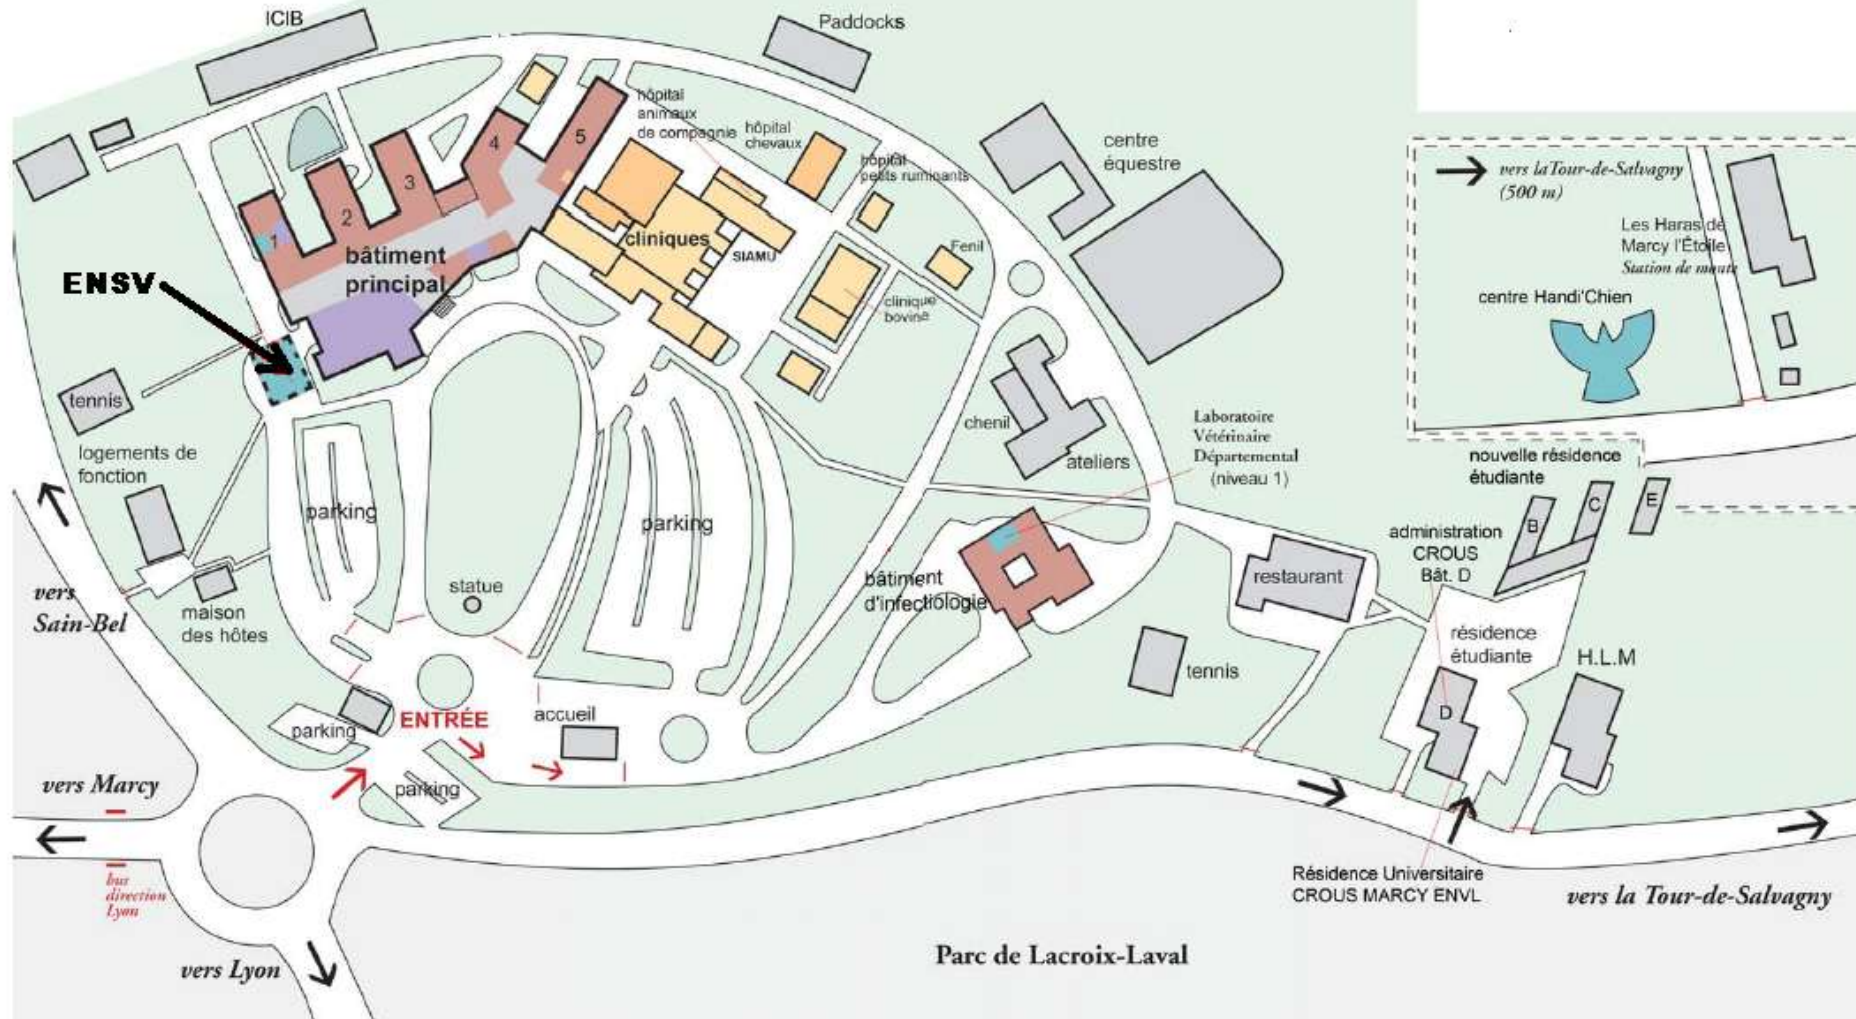 ICIB
Paddocks
hôpital
animaux
de compagnie
hôpital
chevaux
hôpital
petits ruminants
centre
équestre
vers la Tour-de-Salvagny
(500 m)
Les Haras de
Marcy l'Étoile
Station de monte
centre Handi'Chien
1
2
3
4
5
bâtiment
principal
cliniques
SIAMU
Fenil
clinique
bovine
ENSV
tennis
logements de
fonction
chenil
ateliers
Laboratoire
Vétérinaire
Départemental
(niveau 1)
nouvelle résidence
étudiante
B
C
E
administration
CROUS
Bât. D
parking
parking
statue
bâtiment
d'infectiologie
restaurant
vers
Sain-Bel
maison
des hôtes
résidence
étudiante
H.L.M
tennis
D
parking
ENTRÉE
accueil
parking
vers Marcy
bus
direction
Lyon
vers Lyon
Résidence Universitaire
CROUS MARCY ENVL
vers la Tour-de-Salvagny
Parc de Lacroix-Laval